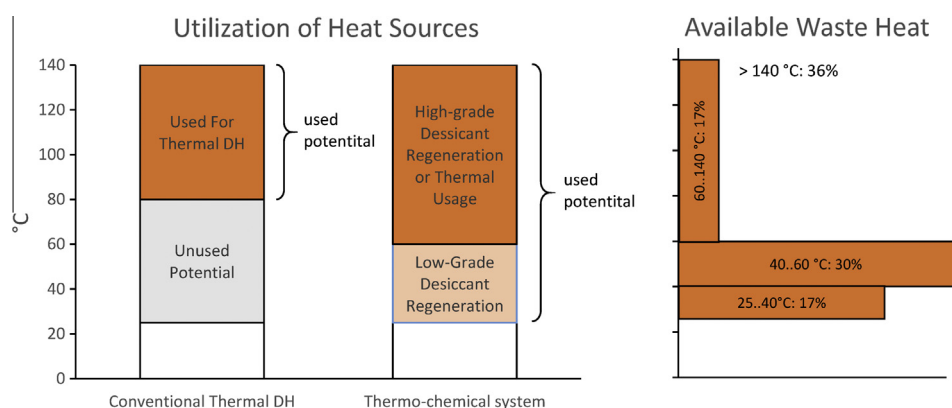 Utilization of Heat Sources
°C
140
120
100
80
60
40
20
0
Used For
Thermal DH
Unused
Potential
used
potentital
High-grade
Dessicant
Regeneration
or Thermal
Usage
Low-Grade
Desiccant
Regeneration
used
potentital
Conventional Thermal DH
Thermo-chemical system
Available Waste Heat
> 140 °C: 36%
60..140 °C: 17%
40..60 °C: 30%
25..40°C: 17%